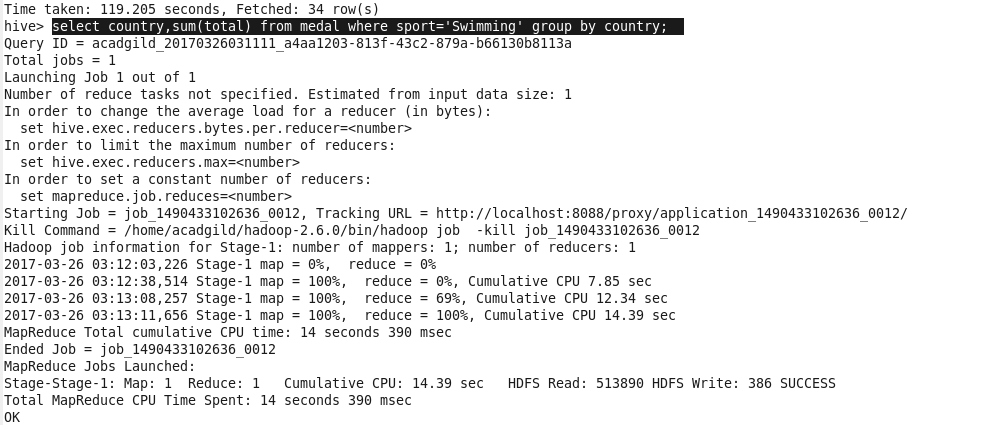 Time taken: 119.205 seconds, Fetched: 34 row(s)
hive> select country,sum(total) from medal where sport='Swimming' group by country;
Query ID = acadgild_20170326031111_a4aa1203-813f-43c2-879a-b66130b8113a
Total jobs = 1
Launching Job 1 out of 1
Number of reduce tasks not specified. Estimated from input data size: 1
In order to change the average load for a reducer (in bytes):
  set hive.exec.reducers.bytes.per.reducer=<number>
In order to limit the maximum number of reducers:
  set hive.exec.reducers.max=<number>
In order to set a constant number of reducers:
  set mapreduce.job.reduces=<number>
Starting Job = job_1490433102636_0012, Tracking URL = http://localhost:8088/proxy/application_1490433102636_0012/
Kill Command = /home/acadgild/hadoop-2.6.0/bin/hadoop job  -kill job_1490433102636_0012
Hadoop job information for Stage-1: number of mappers: 1; number of reducers: 1
2017-03-26 03:12:03,226 Stage-1 map = 0%,  reduce = 0%
2017-03-26 03:12:38,514 Stage-1 map = 100%,  reduce = 0%, Cumulative CPU 7.85 sec
2017-03-26 03:13:08,257 Stage-1 map = 100%,  reduce = 69%, Cumulative CPU 12.34 sec
2017-03-26 03:13:11,656 Stage-1 map = 100%,  reduce = 100%, Cumulative CPU 14.39 sec
MapReduce Total cumulative CPU time: 14 seconds 390 msec
Ended Job = job_1490433102636_0012
MapReduce Jobs Launched:
Stage-Stage-1: Map: 1  Reduce: 1   Cumulative CPU: 14.39 sec   HDFS Read: 513890 HDFS Write: 386 SUCCESS
Total MapReduce CPU Time Spent: 14 seconds 390 msec
OK